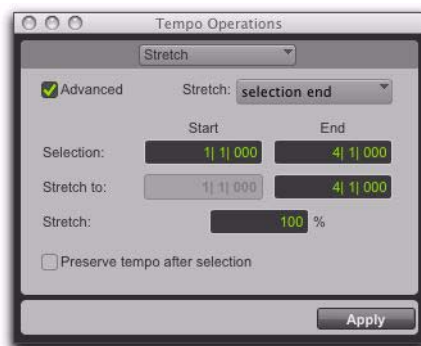 Tempo Operations
Stretch
Advanced Stretch: selection end
Start End
Selection: 1| 1| 000 4| 1| 000
Stretch to: 1| 1| 000 4| 1| 000
Stretch: 100 %
Preserve tempo after selection
Apply